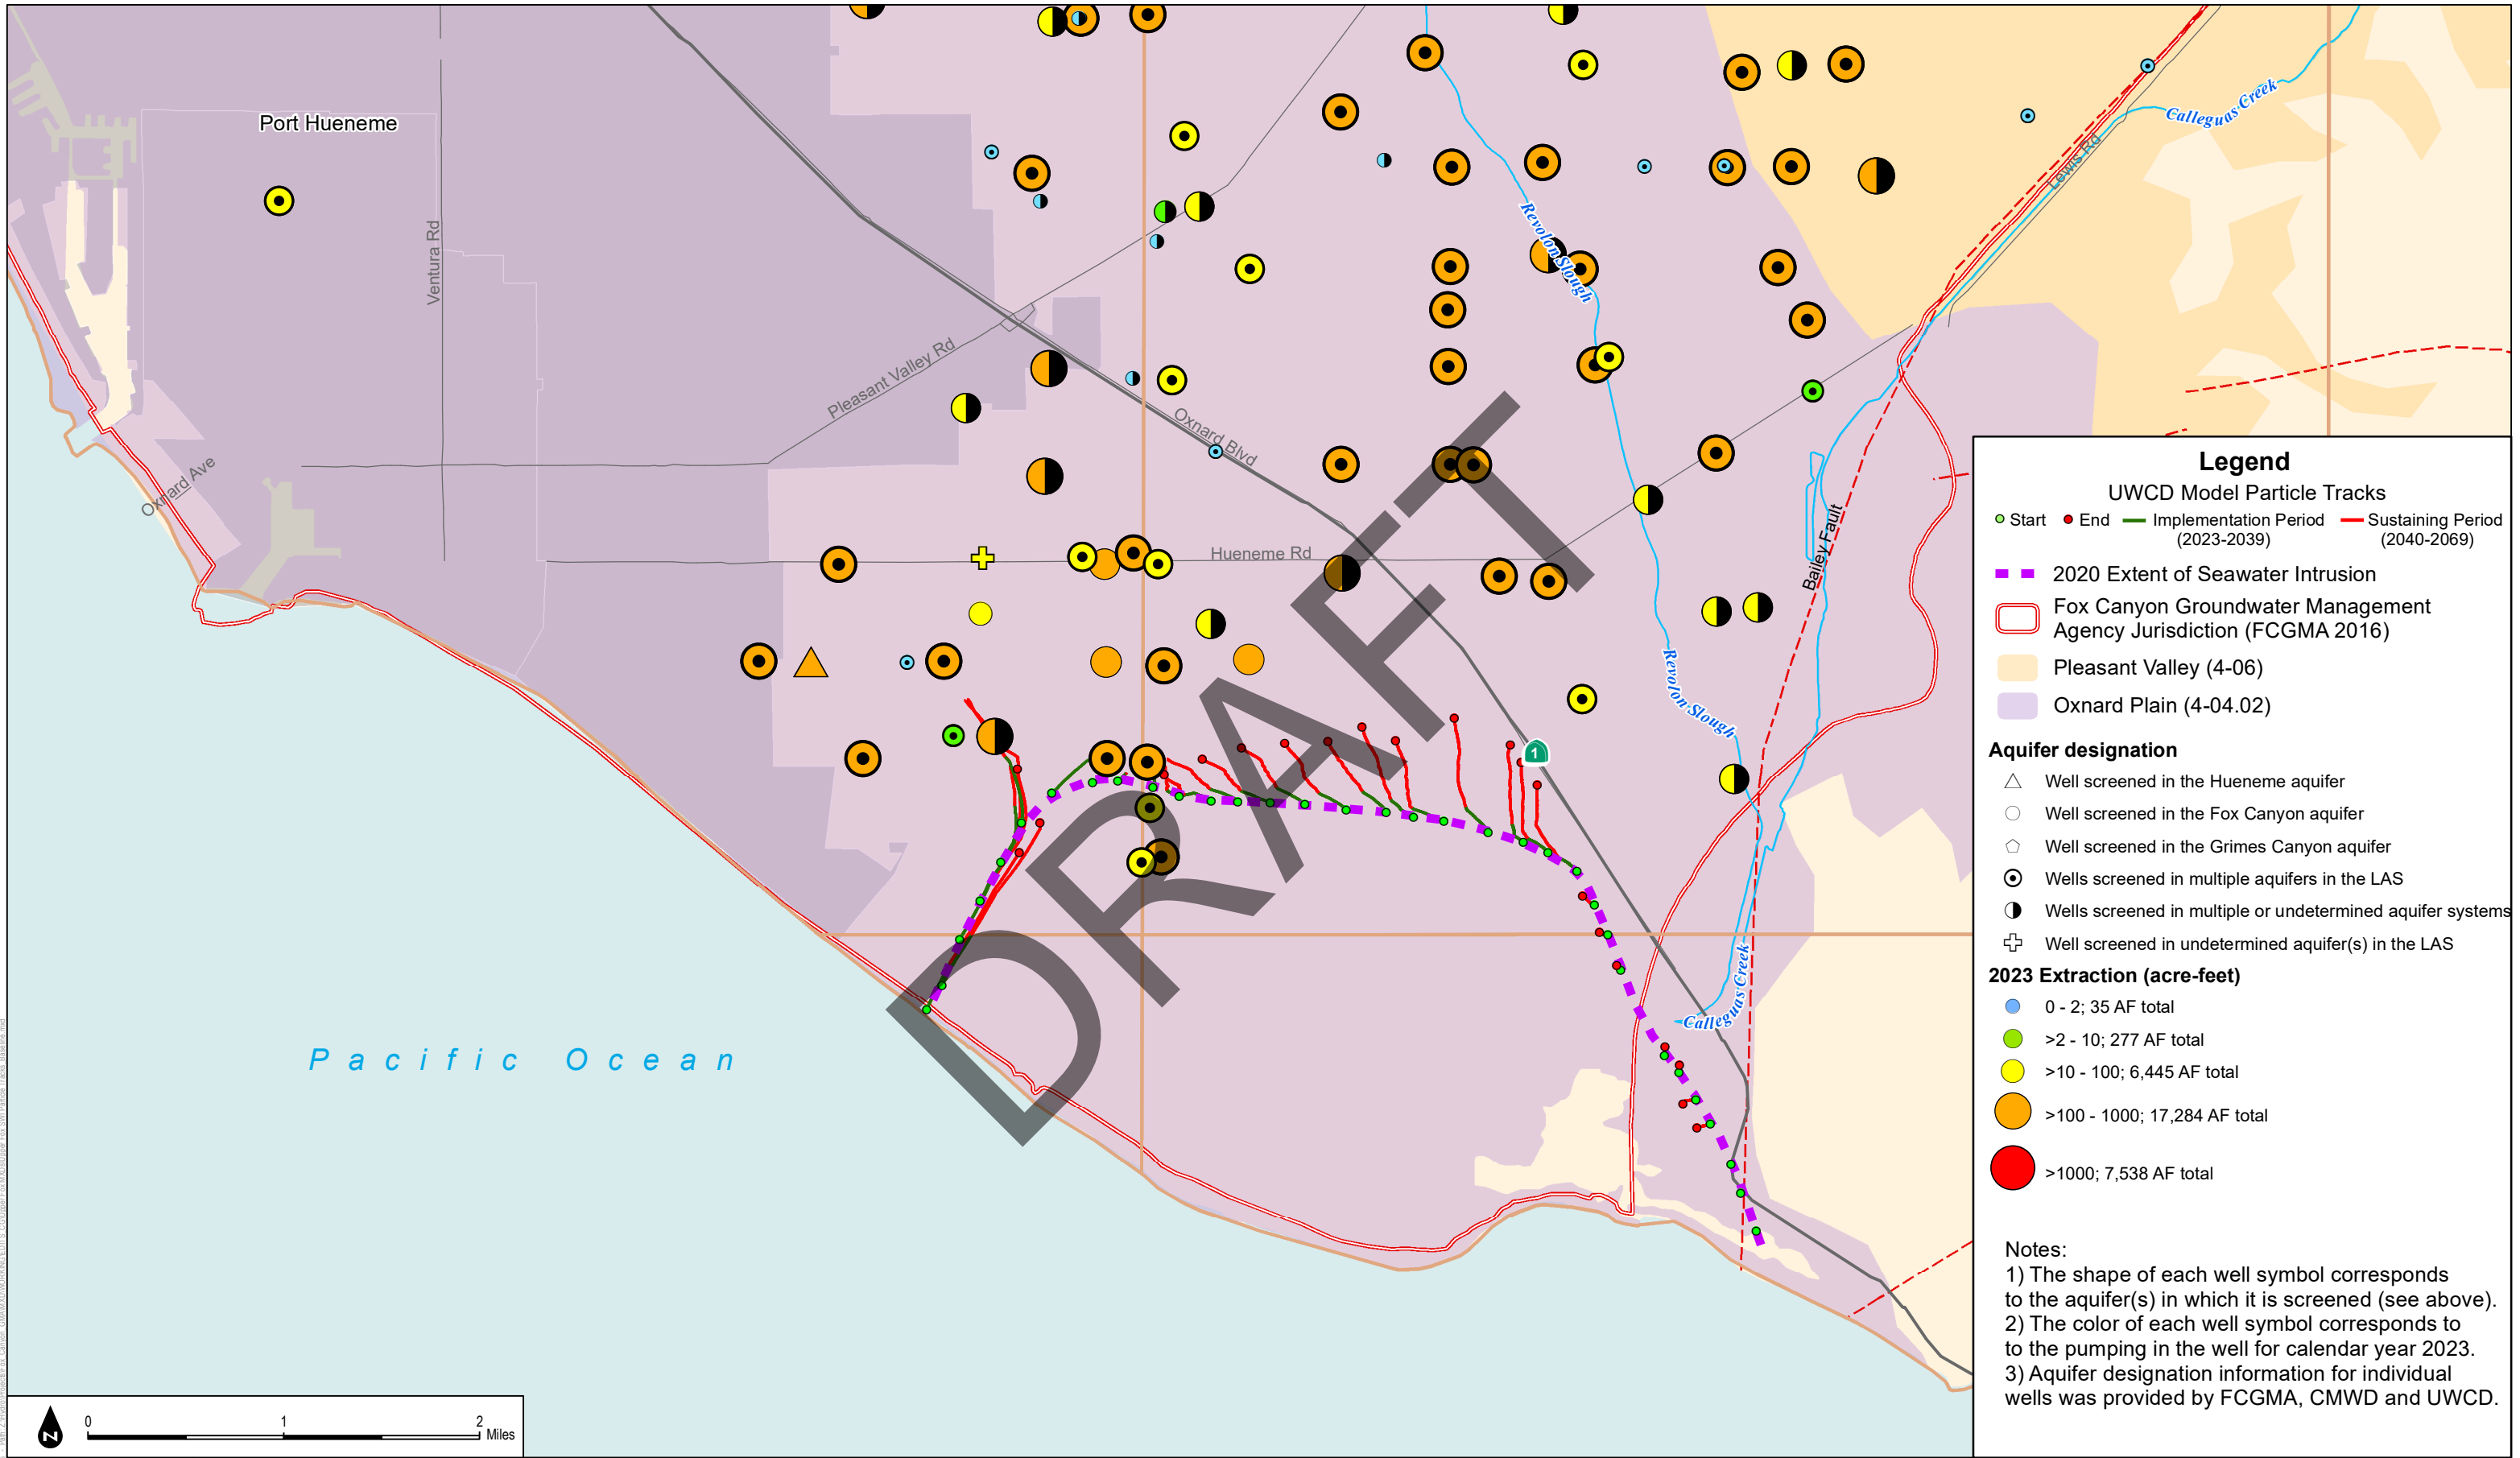 Port Hueneme
Ventura Rd
Calleguas Creek
Lewis Rd
Revolon Slough
Pleasant Valley Rd
Oxnard Blvd
Oxnard Ave
Hueneme Rd
Bailey Fault
Revolon Slough
1
Calleguas Creek
Pacific Ocean
DRAFT
0 1 2
Miles
N
Legend
UWCD Model Particle Tracks
Start End Implementation Period Sustaining Period
(2023-2039) (2040-2069)
2020 Extent of Seawater Intrusion
Fox Canyon Groundwater Management
Agency Jurisdiction (FCGMA 2016)
Pleasant Valley (4-06)
Oxnard Plain (4-04.02)
Aquifer designation
Well screened in the Hueneme aquifer
Well screened in the Fox Canyon aquifer
Well screened in the Grimes Canyon aquifer
Wells screened in multiple aquifers in the LAS
Wells screened in multiple or undetermined aquifer systems
Well screened in undetermined aquifer(s) in the LAS
2023 Extraction (acre-feet)
0 - 2; 35 AF total
>2 - 10; 277 AF total
>10 - 100; 6,445 AF total
>100 - 1000; 17,284 AF total
>1000; 7,538 AF total
Notes:
1) The shape of each well symbol corresponds
to the aquifer(s) in which it is screened (see above).
2) The color of each well symbol corresponds to
to the pumping in the well for calendar year 2023.
3) Aquifer designation information for individual
wells was provided by FCGMA, CMWD and UWCD.